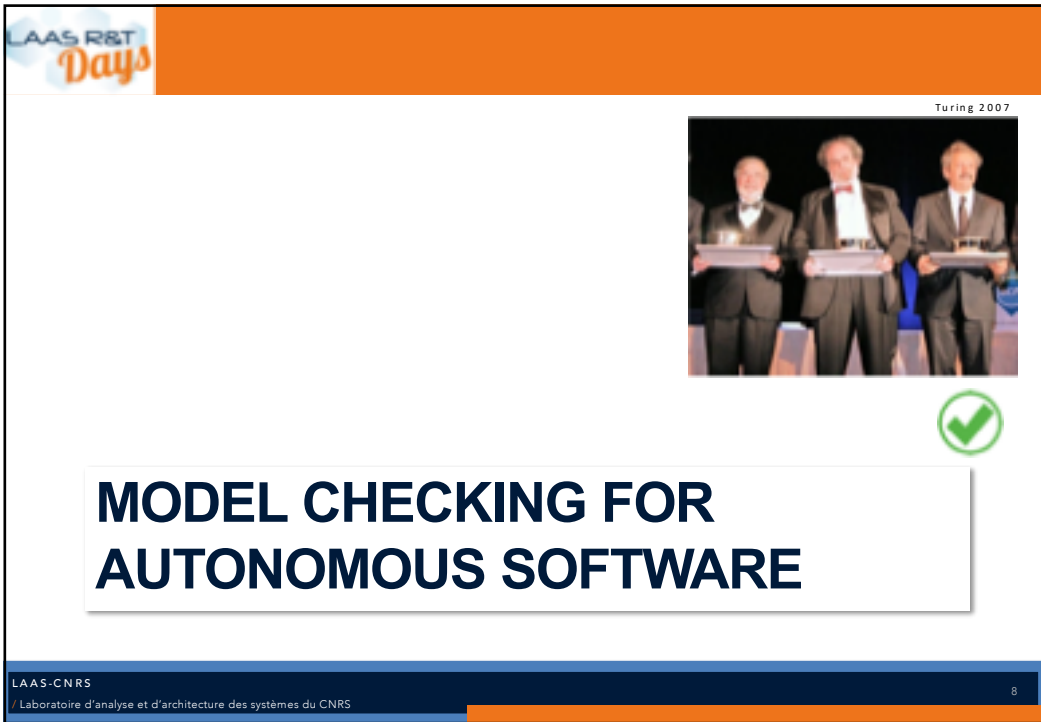 LAAS R&T
Days
Turing 2007
MODEL CHECKING FOR
AUTONOMOUS SOFTWARE
LAAS-CNRS
/ Laboratoire d'analyse et d'architecture des systèmes du CNRS
8